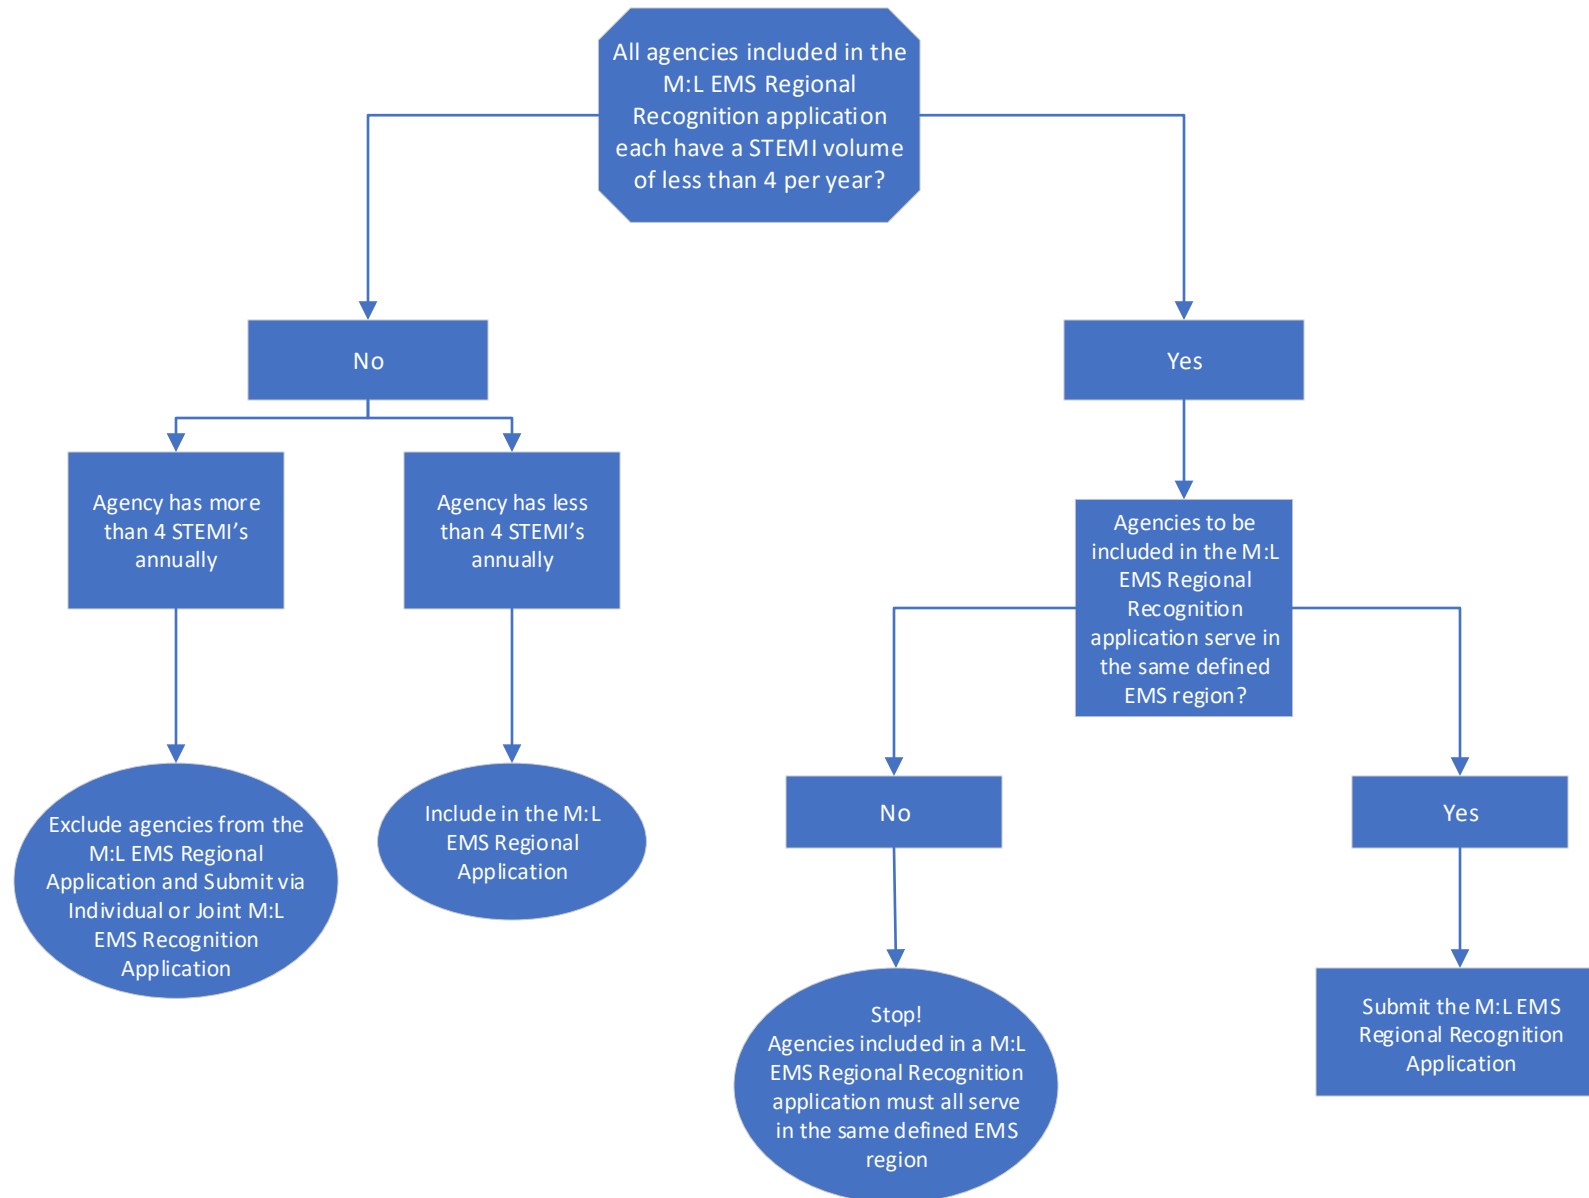 All agencies included in the
M:L EMS Regional
Recognition application
each have a STEMI volume
of less than 4 per year?
No
Yes
Agency has more
than 4 STEMI’s
annually
Agency has less
than 4 STEMI’s
annually
Agencies to be
included in the M:L
EMS Regional
Recognition
application serve in
the same defined
EMS region?
Exclude agencies from the
M:L EMS Regional
Application and Submit via
Individual or Joint M:L
EMS Recognition
Application
Include in the M:L
EMS Regional
Application
No
Yes
Stop!
Agencies included in a M:L
EMS Regional Recognition
application must all serve
in the same defined EMS
region
Submit the M:L EMS
Regional Recognition
Application